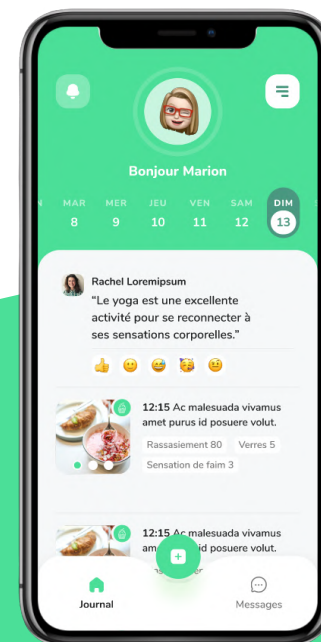 Bonjour Marion
MAR MER JEU VEN SAM DIM
8 9 10 11 12 13
Rachel Loremipsum
“Le yoga est une excellente
activité pour se reconnecter à
ses sensations corporelles.”
12:15 Ac malesuada vivamus
amet purus id posuere volut.
Rassasiement 80 Verres 5
Sensation de faim 3
12:15 Ac malesuada vivamus
id posuere volut.
Journal Messages